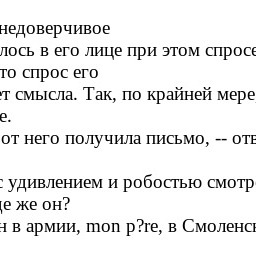 недоверчивое
лось в его лице при этом спросе
то спрос его
ет смысла. Так, по крайней мере,
е.
от него получила письмо, -- отв
с удивлением и робостью смотре
де же он?
н в армии, mon p?re, в Смоленск